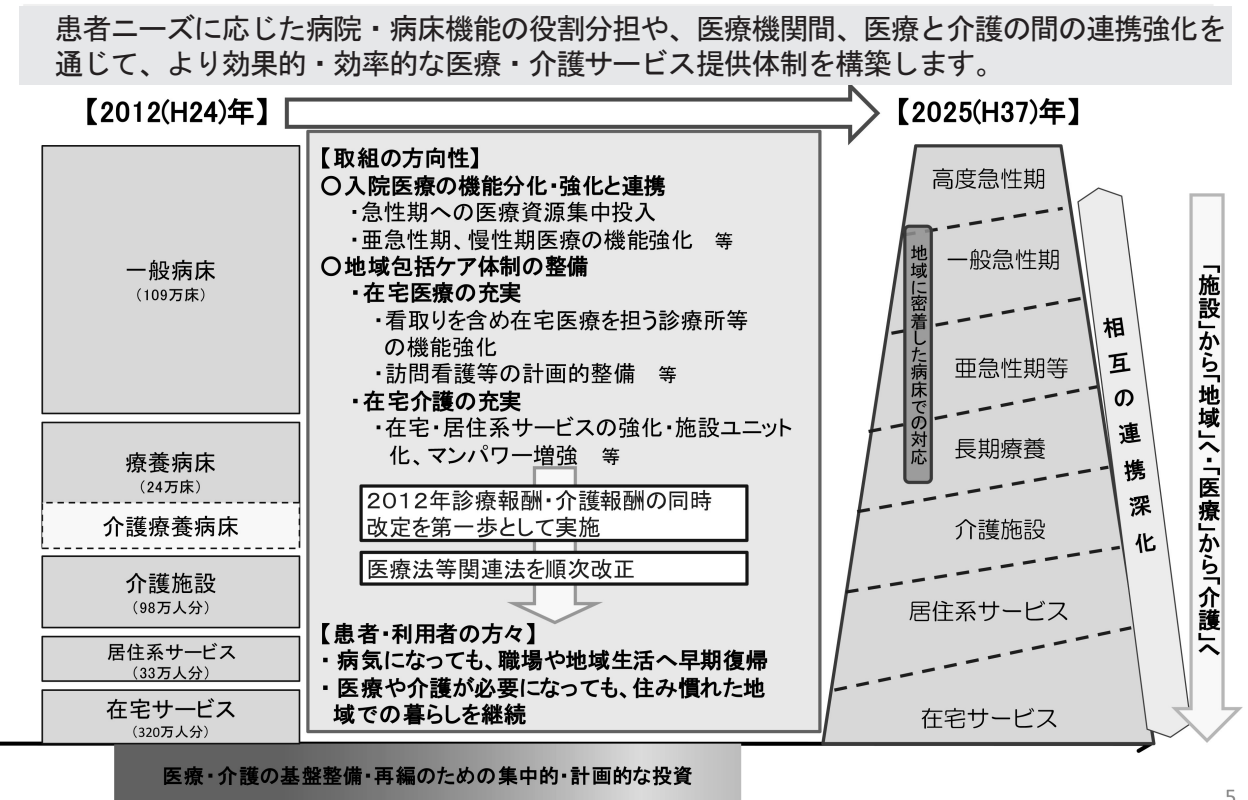 患者ニーズに応じた病院・病床機能の役割分担や、医療機関間、医療と介護の間の連携強化を
通じて、より効果的・効率的な医療・介護サービス提供体制を構築します。
【2012(H24)年】
【2025(H37)年】
一般病床
(109万床)
療養病床
(24万床)
介護療養病床
介護施設
(98万人分)
居住系サービス
(33万人分)
在宅サービス
(320万人分)
【取組の方向性】
○入院医療の機能分化・強化と連携
・急性期への医療資源集中投入
・亜急性期、慢性期医療の機能強化 等
○地域包括ケア体制の整備
・在宅医療の充実
・看取りを含め在宅医療を担う診療所等
の機能強化
・訪問看護等の計画的整備 等
・在宅介護の充実
・在宅・居住系サービスの強化・施設ユニット
化、マンパワー増強 等
2012年診療報酬・介護報酬の同時
改定を第一歩として実施
医療法等関連法を順次改正
【患者・利用者の方々】
・病気になっても、職場や地域生活へ早期復帰
・医療や介護が必要になっても、住み慣れた地
域での暮らしを継続
高度急性期
一般急性期
亜急性期等
長期療養
介護施設
居住系サービス
在宅サービス
地域に密着した病床での対応
相互の連携深化
「施設」から「地域」へ・「医療」から「介護」へ
医療・介護の基盤整備・再編のための集中的・計画的な投資
5